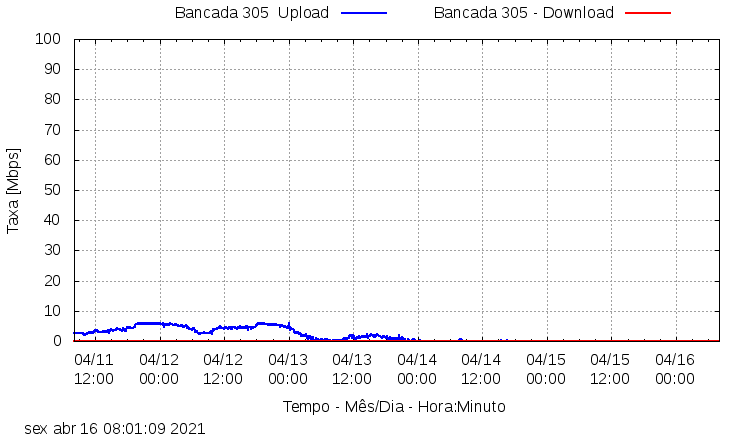 Bancada 305  Upload
Bancada 305 - Download
Taxa [Mbps]
100
90
80
70
60
50
40
30
20
10
0
04/11 04/12 04/12 04/13 04/13 04/14 04/14 04/15 04/15 04/16
12:00 00:00 12:00 00:00 12:00 00:00 12:00 00:00 12:00 00:00
Tempo - Mês/Dia - Hora:Minuto
sex abr 16 08:01:09 2021